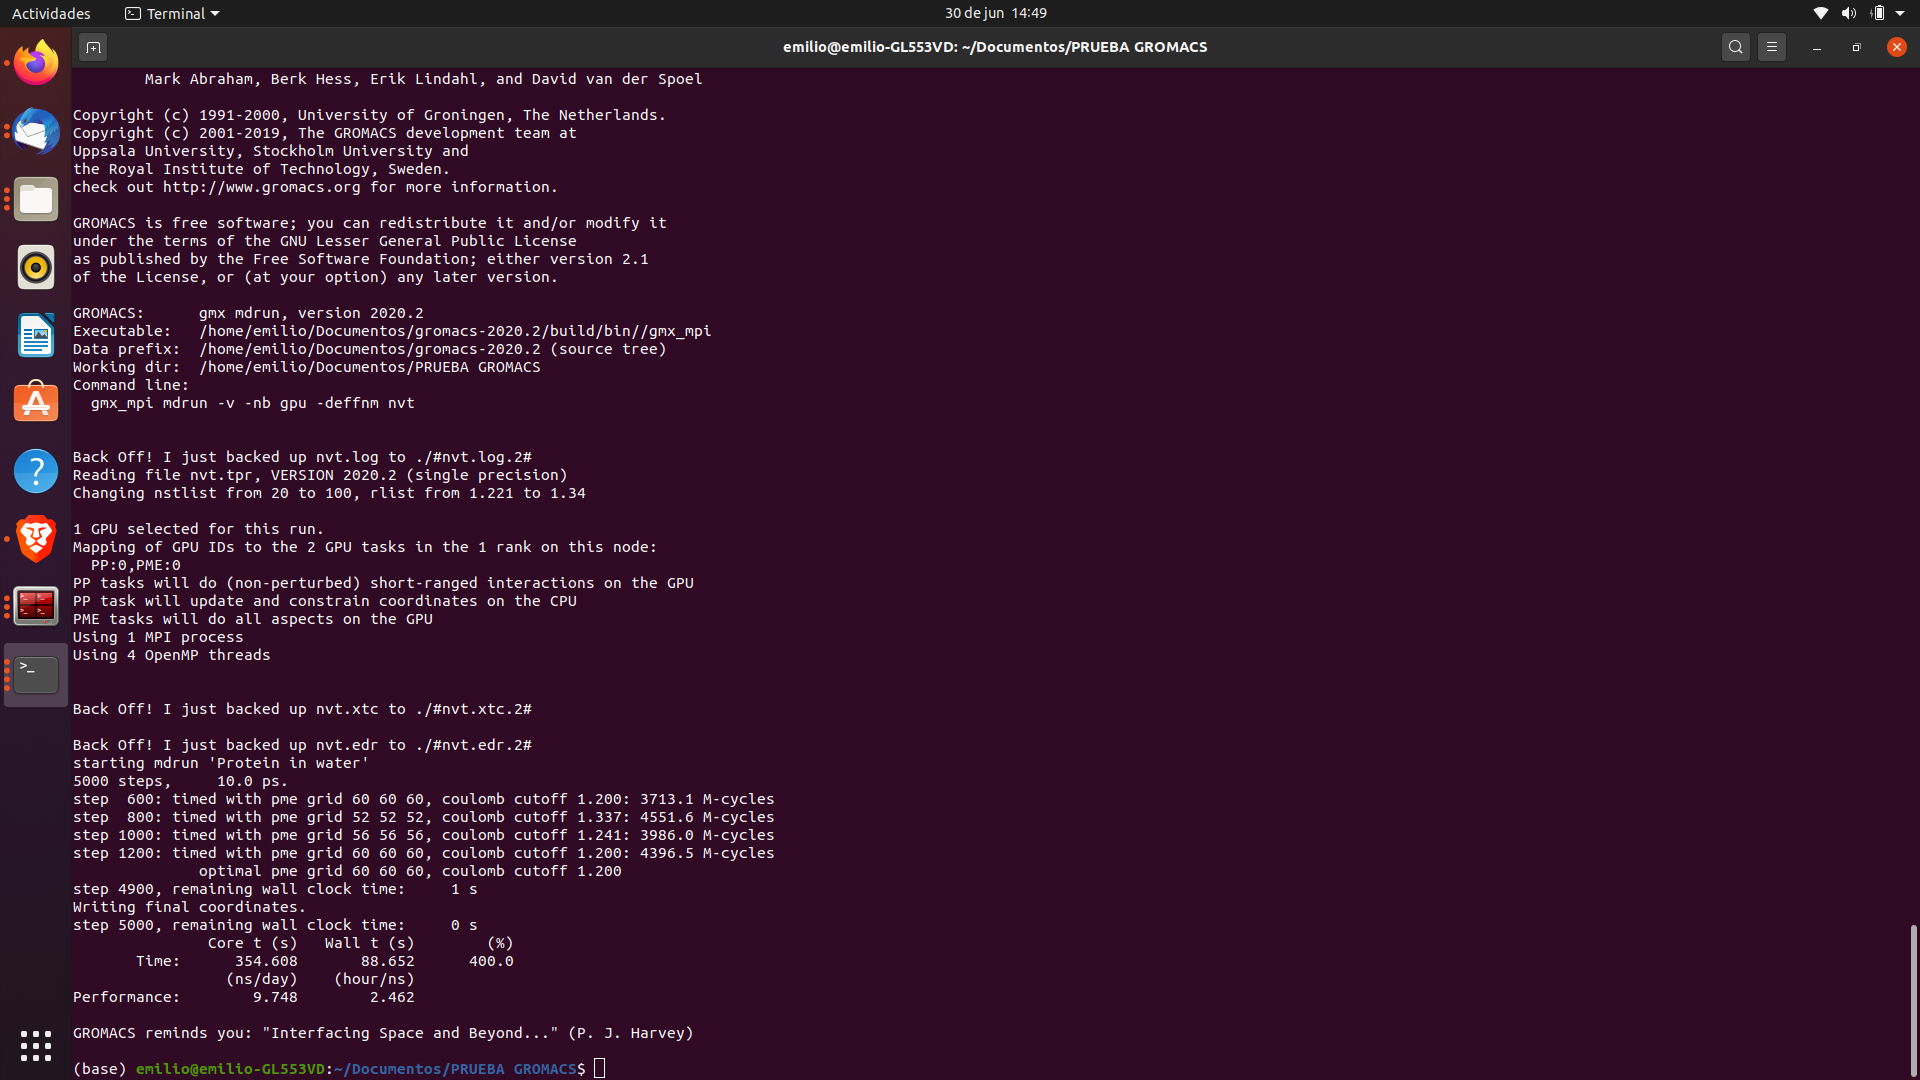 Actividades
Terminal
30 de jun 14:49
emilio@emilio-GL553VD: ~/Documentos/PRUEBA GROMACS
Mark Abraham, Berk Hess, Erik Lindahl, and David van der Spoel
Copyright (c) 1991-2000, University of Groningen, The Netherlands.
Copyright (c) 2001-2019, The GROMACS development team at
Uppsala University, Stockholm University and
the Royal Institute of Technology, Sweden.
check out http://www.gromacs.org for more information.
GROMACS is free software; you can redistribute it and/or modify it
under the terms of the GNU Lesser General Public License
as published by the Free Software Foundation; either version 2.1
of the License, or (at your option) any later version.
GROMACS:      gmx mdrun, version 2020.2
Executable:   /home/emilio/Documentos/gromacs-2020.2/build/bin//gmx_mpi
Data prefix:  /home/emilio/Documentos/gromacs-2020.2 (source tree)
Working dir:  /home/emilio/Documentos/PRUEBA GROMACS
Command line:
  gmx_mpi mdrun -v -nb gpu -deffnm nvt
Back Off! I just backed up nvt.log to ./#nvt.log.2#
Reading file nvt.tpr, VERSION 2020.2 (single precision)
Changing nstlist from 20 to 100, rlist from 1.221 to 1.34
1 GPU selected for this run.
Mapping of GPU IDs to the 2 GPU tasks in the 1 rank on this node:
  PP:0,PME:0
PP tasks will do (non-perturbed) short-ranged interactions on the GPU
PP task will update and constrain coordinates on the CPU
PME tasks will do all aspects on the GPU
Using 1 MPI process
Using 4 OpenMP threads
Back Off! I just backed up nvt.xtc to ./#nvt.xtc.2#
Back Off! I just backed up nvt.edr to ./#nvt.edr.2#
starting mdrun 'Protein in water'
5000 steps,     10.0 ps.
step  600: timed with pme grid 60 60 60, coulomb cutoff 1.200: 3713.1 M-cycles
step  800: timed with pme grid 52 52 52, coulomb cutoff 1.337: 4551.6 M-cycles
step 1000: timed with pme grid 56 56 56, coulomb cutoff 1.241: 3986.0 M-cycles
step 1200: timed with pme grid 60 60 60, coulomb cutoff 1.200: 4396.5 M-cycles
              optimal pme grid 60 60 60, coulomb cutoff 1.200
step 4900, remaining wall clock time:     1 s
Writing final coordinates.
step 5000, remaining wall clock time:     0 s
               Core t (s)   Wall t (s)        (%)
       Time:      354.608       88.652      400.0
                 (ns/day)    (hour/ns)
Performance:        9.748        2.462
GROMACS reminds you: "Interfacing Space and Beyond..." (P. J. Harvey)
(base) emilio@emilio-GL553VD:~/Documentos/PRUEBA GROMACS$